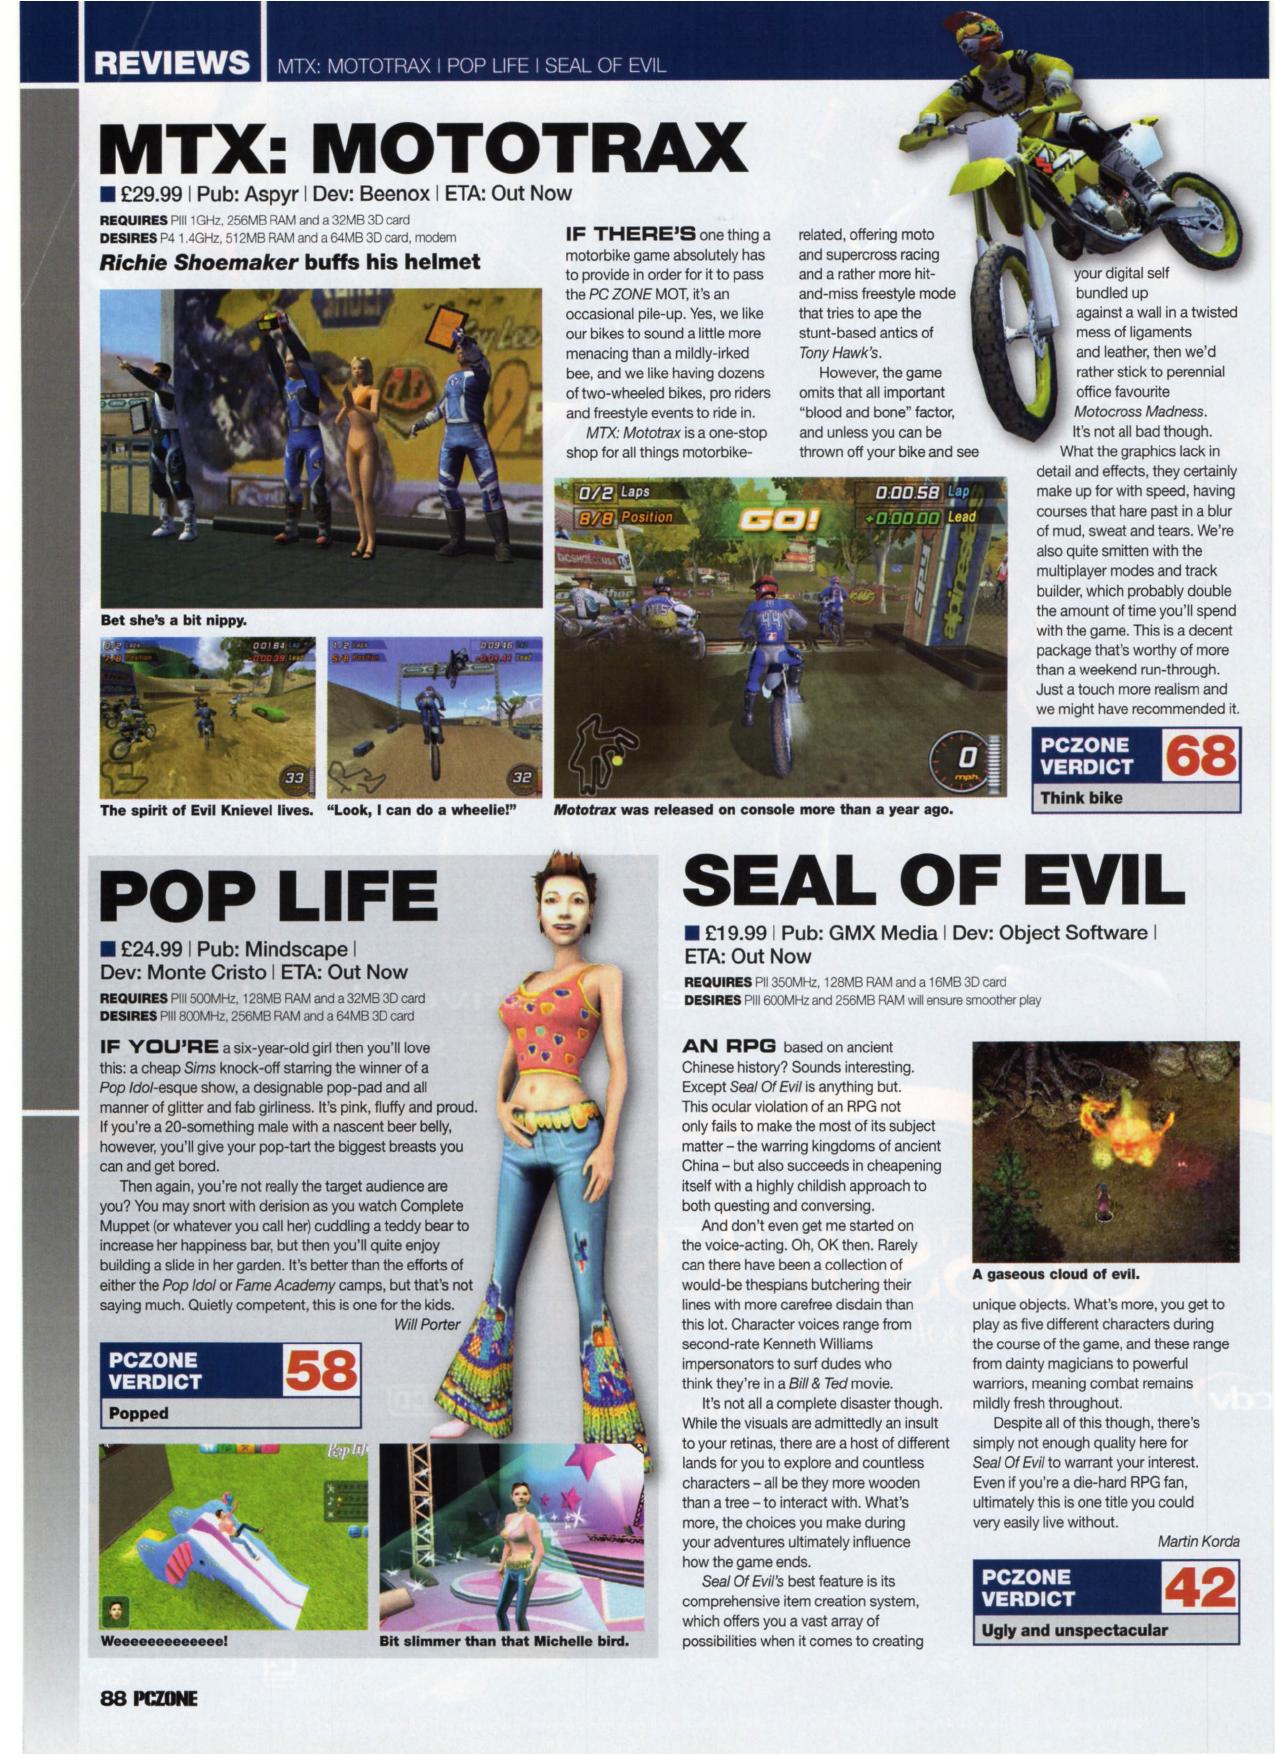 REVIEWS
MTX: MOTOTRAX | POP LIFE | SEAL OF EVIL
MTX: MOTOTRAX
■ £29.99 | Pub: Aspyr | Dev: Beenox | ETA: Out Now
REQUIRES PIII 1GHz, 256MB RAM and a 32MB 3D card
DESIRES P4 1.4GHz, 512MB RAM and a 64MB 3D card, modem
Richie Shoemaker buffs his helmet
Bet she's a bit nippy.
The spirit of Evil Knievel lives.
"Look, I can do a wheelie!"
IF THERE'S one thing a
motorbike game absolutely has
to provide in order for it to pass
the PC ZONE MOT, it's an
occasional pile-up. Yes, we like
our bikes to sound a little more
menacing than a mildly-irked
bee, and we like having dozens
of two-wheeled bikes, pro riders
and freestyle events to ride in.
MTX: Mototrax is a one-stop
shop for all things motorbike-
related, offering moto
and supercross racing
and a rather more hit-
and-miss freestyle mode
that tries to ape the
stunt-based antics of
Tony Hawk's.
However, the game
omits that all important
"blood and bone" factor,
and unless you can be
thrown off your bike and see
your digital self
bundled up
against a wall in a twisted
mess of ligaments
and leather, then we'd
rather stick to perennial
office favourite
Motocross Madness.
It's not all bad though.
What the graphics lack in
detail and effects, they certainly
make up for with speed, having
courses that hare past in a blur
of mud, sweat and tears. We're
also quite smitten with the
multiplayer modes and track
builder, which probably double
the amount of time you'll spend
with the game. This is a decent
package that's worthy of more
than a weekend run-through.
Just a touch more realism and
we might have recommended it.
0/2 Laps
8/8 Position
GO!
0:00.58 Lap
+0:00.00 Lead
44
0
mph
33
32
Mototrax was released on console more than a year ago.
PCZONE
VERDICT
68
Think bike
POP LIFE
■ £24.99 | Pub: Mindscape |
Dev: Monte Cristo | ETA: Out Now
REQUIRES PIII 500MHz, 128MB RAM and a 32MB 3D card
DESIRES PIII 800MHz, 256MB RAM and a 64MB 3D card
IF YOU'RE a six-year-old girl then you'll love
this: a cheap Sims knock-off starring the winner of a
Pop Idol-esque show, a designable pop-pad and all
manner of glitter and fab girliness. It's pink, fluffy and proud.
If you're a 20-something male with a nascent beer belly,
however, you'll give your pop-tart the biggest breasts you
can and get bored.
Then again, you're not really the target audience are
you? You may snort with derision as you watch Complete
Muppet (or whatever you call her) cuddling a teddy bear to
increase her happiness bar, but then you'll quite enjoy
building a slide in her garden. It's better than the efforts of
either the Pop Idol or Fame Academy camps, but that's not
saying much. Quietly competent, this is one for the kids.
Will Porter
PCZONE
VERDICT
58
Popped
Weeeeeeeeeeeee!
Bit slimmer than that Michelle bird.
SEAL OF EVIL
■ £19.99 | Pub: GMX Media | Dev: Object Software |
ETA: Out Now
REQUIRES PII 350MHz, 128MB RAM and a 16MB 3D card
DESIRES PIII 600MHz and 256MB RAM will ensure smoother play
AN RPG based on ancient
Chinese history? Sounds interesting.
Except Seal Of Evil is anything but.
This ocular violation of an RPG not
only fails to make the most of its subject
matter – the warring kingdoms of ancient
China – but also succeeds in cheapening
itself with a highly childish approach to
both questing and conversing.
And don't even get me started on
the voice-acting. Oh, OK then. Rarely
can there have been a collection of
would-be thespians butchering their
lines with more carefree disdain than
this lot. Character voices range from
second-rate Kenneth Williams
impersonators to surf dudes who
think they're in a Bill & Ted movie.
It's not all a complete disaster though.
While the visuals are admittedly an insult
to your retinas, there are a host of different
lands for you to explore and countless
characters – all be they more wooden
than a tree – to interact with. What's
more, the choices you make during
your adventures ultimately influence
how the game ends.
Seal Of Evil's best feature is its
comprehensive item creation system,
which offers you a vast array of
possibilities when it comes to creating
A gaseous cloud of evil.
unique objects. What's more, you get to
play as five different characters during
the course of the game, and these range
from dainty magicians to powerful
warriors, meaning combat remains
mildly fresh throughout.
Despite all of this though, there's
simply not enough quality here for
Seal Of Evil to warrant your interest.
Even if you're a die-hard RPG fan,
ultimately this is one title you could
very easily live without.
Martin Korda
PCZONE
VERDICT
42
Ugly and unspectacular
88 PCZONE